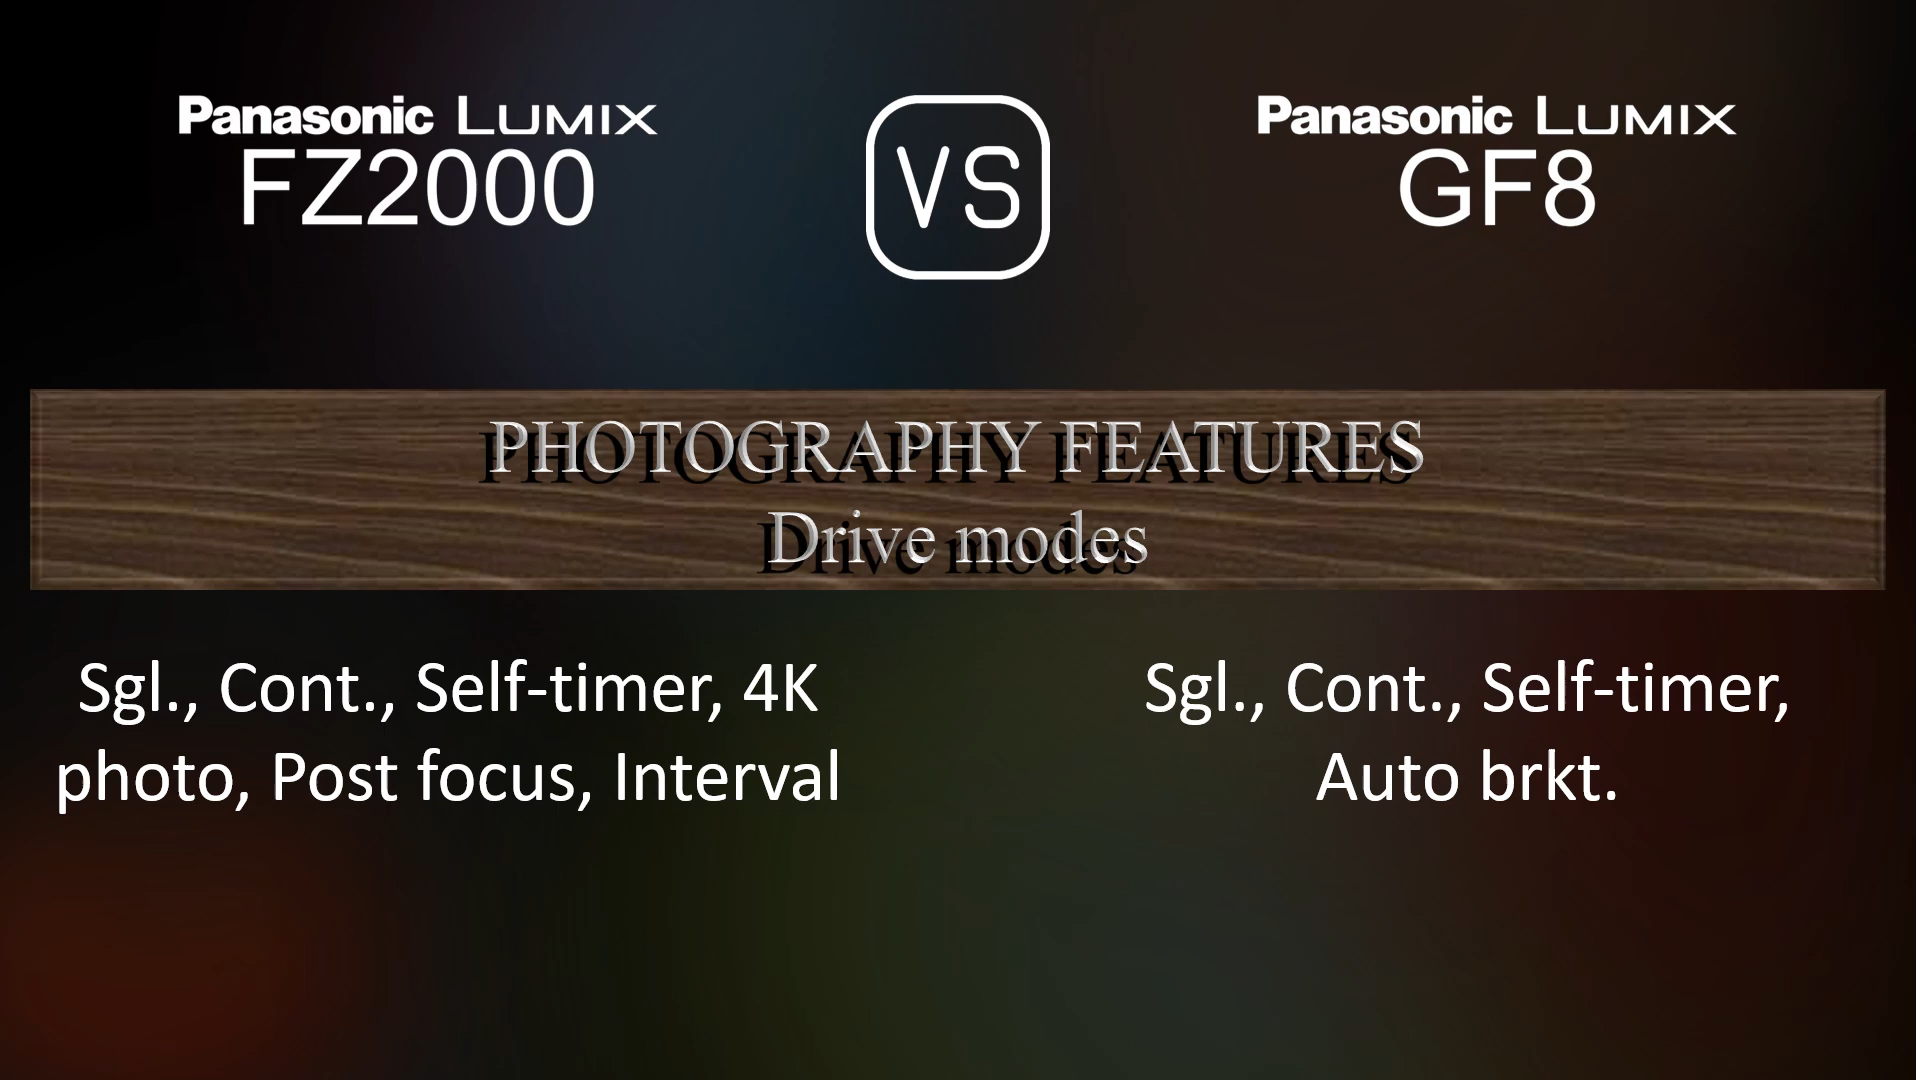 Panasonic LUMIX
FZ2000
VS
Panasonic LUMIX
GF8
PHOTOGRAPHY FEATURES
Drive modes
Sgl., Cont., Self-timer, 4K
photo, Post focus, Interval
Sgl., Cont., Self-timer,
Auto brkt.